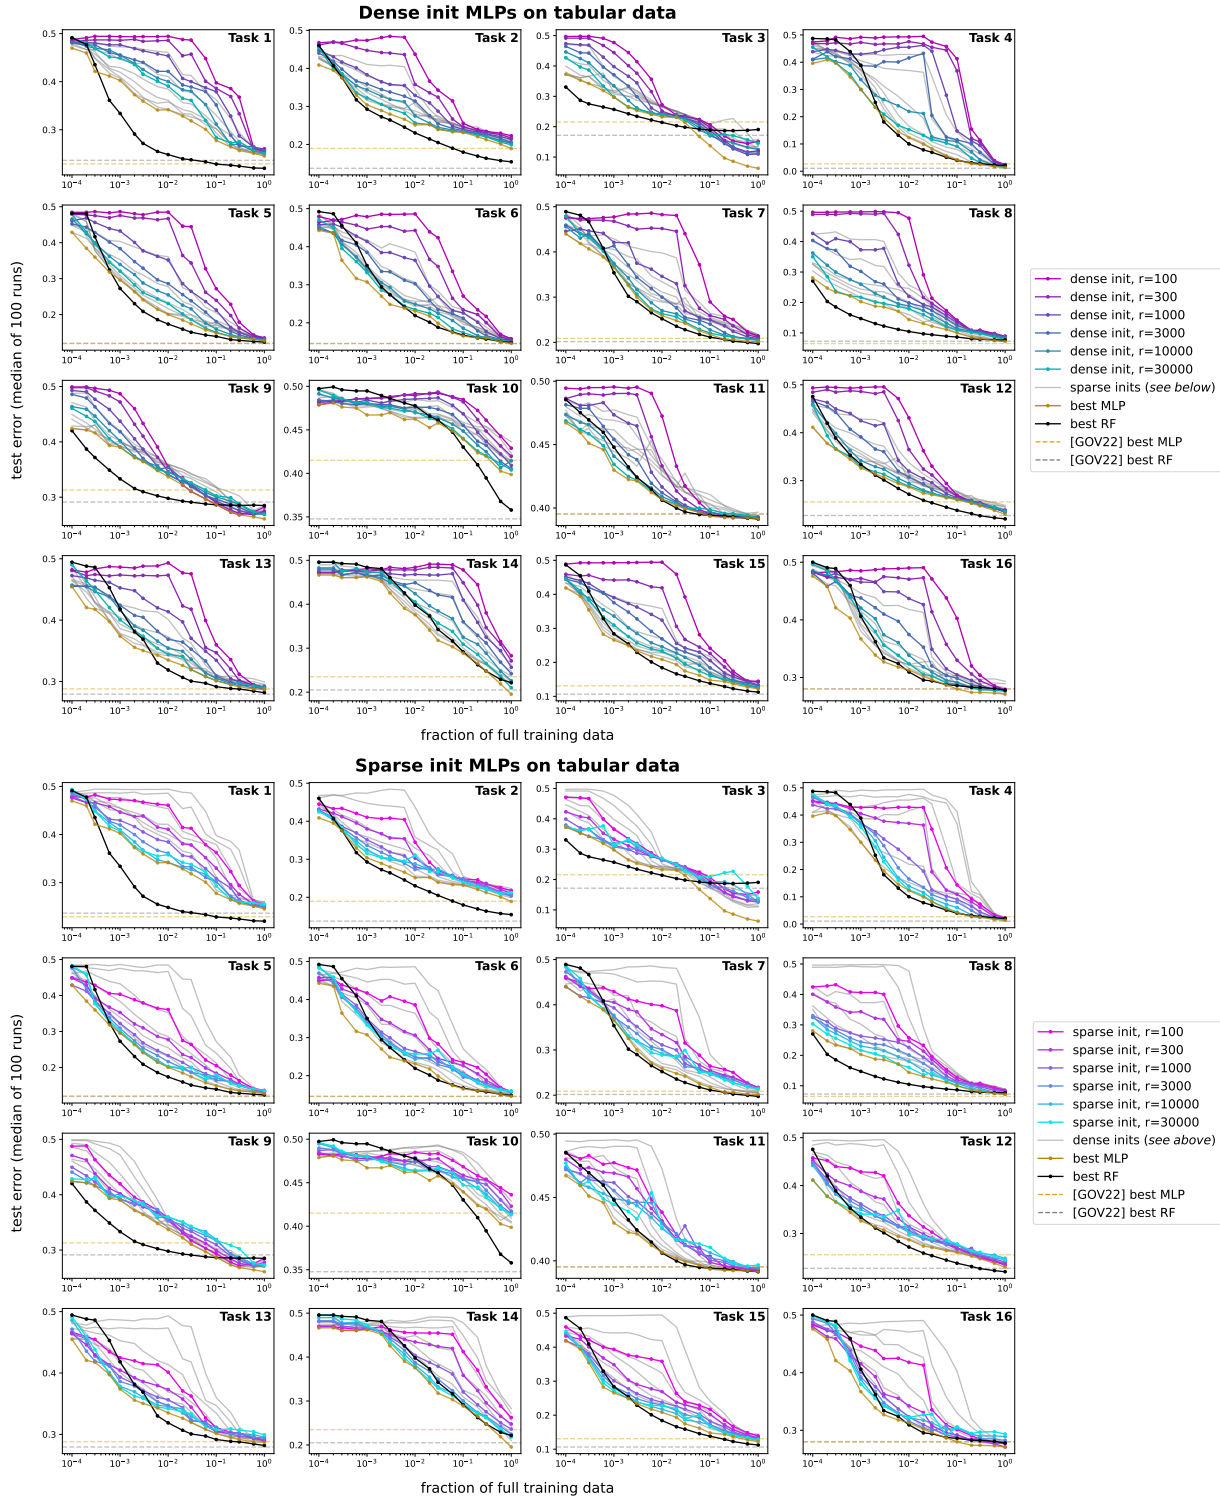 Dense init MLPs on tabular data
Task 1
Task 2
Task 3
Task 4
Task 5
Task 6
Task 7
Task 8
Task 9
Task 10
Task 11
Task 12
Task 13
Task 14
Task 15
Task 16
test error (median of 100 runs)
fraction of full training data
dense init, r=100
dense init, r=300
dense init, r=1000
dense init, r=3000
dense init, r=10000
dense init, r=30000
sparse inits (see below)
best MLP
best RF
[GOV22] best MLP
[GOV22] best RF
Sparse init MLPs on tabular data
Task 1
Task 2
Task 3
Task 4
Task 5
Task 6
Task 7
Task 8
Task 9
Task 10
Task 11
Task 12
Task 13
Task 14
Task 15
Task 16
test error (median of 100 runs)
fraction of full training data
sparse init, r=100
sparse init, r=300
sparse init, r=1000
sparse init, r=3000
sparse init, r=10000
sparse init, r=30000
dense inits (see above)
best MLP
best RF
[GOV22] best MLP
[GOV22] best RF